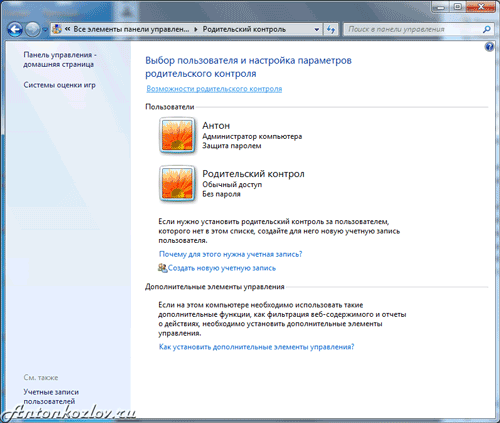 Все элементы панели управлен... Родительский контроль
Поиск в панели управления
Панель управления -
домашняя страница
Системы оценки игр
Выбор пользователя и настройка параметров
родительского контроля
Возможности родительского контроля
Пользователи
Антон
Администратор компьютера
Защита паролем
Родительский контрол
Обычный доступ
Без пароля
Если нужно установить родительский контроль за пользователем,
которого нет в этом списке, создайте для него новую учетную запись
пользователя.
Почему для этого нужна учетная запись?
Создать новую учетную запись
Дополнительные элементы управления
Если на этом компьютере необходимо использовать такие
дополнительные функции, как фильтрация веб-содержимого и отчеты
о действиях, необходимо установить дополнительные элементы
управления.
Как установить дополнительные элементы управления?
См. также
Учетные записи
пользователей
Antonkozlov.ru